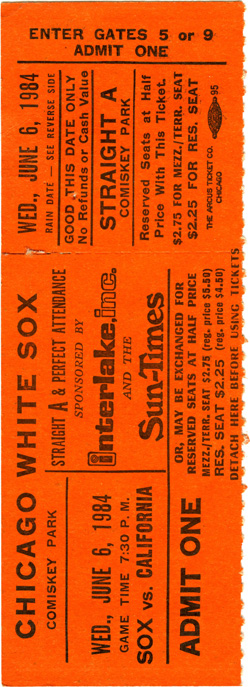 ENTER GATES 5 or 9
ADMIT ONE
WED., JUNE 6, 1984
RAIN DATE — SEE REVERSE SIDE
GOOD THIS DATE ONLY
No Refunds or Cash Value
STRAIGHT A
COMISKEY PARK
Reserved Seats at Half
Price With This Ticket.
$2.75 FOR MEZZ./TERR. SEAT
$2.25 FOR RES. SEAT
THE ARCUS TICKET CO.
CHICAGO
95
CHICAGO WHITE SOX
COMISKEY PARK
STRAIGHT A & PERFECT ATTENDANCE
SPONSORED BY
interlake, inc.
AND THE
Sun-Times
WED., JUNE 6, 1984
GAME TIME 7:30 P.M.
SOX vs. CALIFORNIA
ADMIT ONE
OR, MAY BE EXCHANGED FOR
RESERVED SEATS AT HALF PRICE
MEZZ./TERR. SEAT $2.75 (reg. price $5.50)
RES. SEAT $2.25 (reg. price $4.50)
DETACH HERE BEFORE USING TICKETS